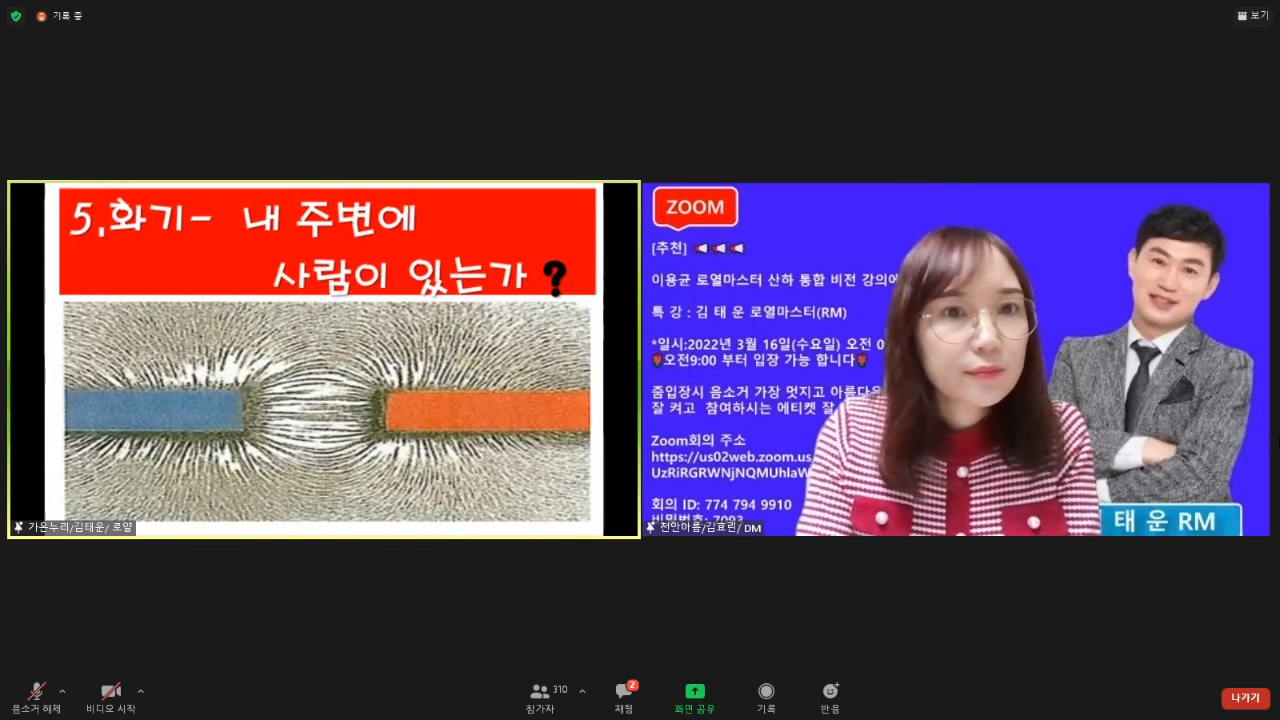 기록 중
보기
5.화기- 내 주변에
사람이 있는가?
가온누리/김태운/ 로얄
ZOOM
[추천]
이용균 로열마스터 산하 통합 비전 강의에
특 강 : 김 태 운 로열마스터(RM)
*일시:2022년 3월 16일(수요일) 오전
오전9:00 부터 입장 가능 합니다
줌입장시 음소거 가장 멋지고 아름다운
잘 켜고 참여하시는 에티켓 잘
Zoom회의 주소
https://us02web.zoom.us
UzRiRGRWNjNQMUhlaW
회의 ID: 774 794 9910
비밀번호: 7093
천안아름/김효린/ DM
태 운 RM
음소거 해제
비디오 시작
310
참가자
2
채팅
화면 공유
기록
반응
나가기